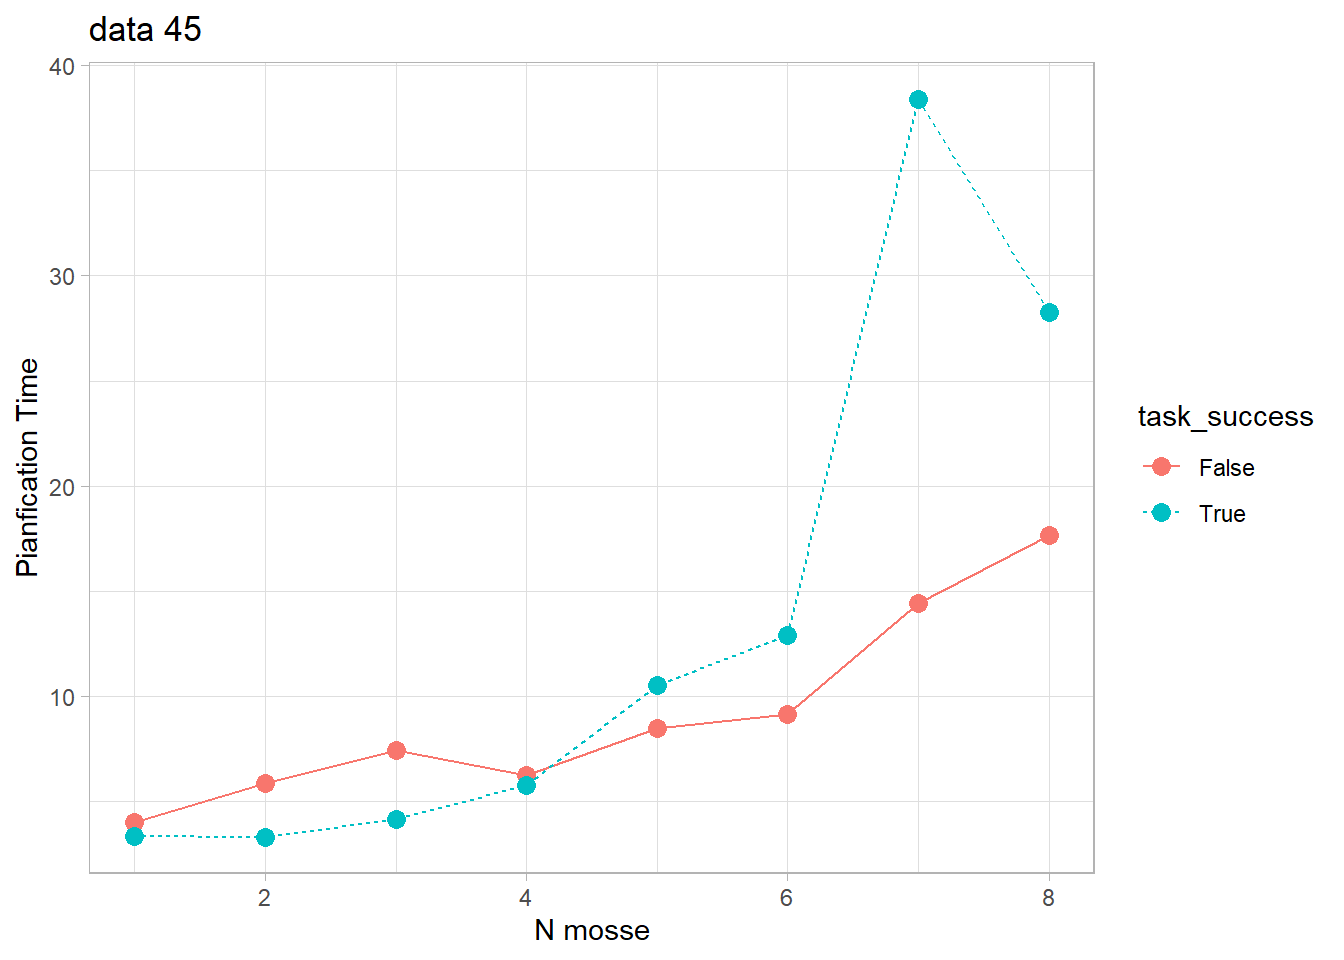 data 45
40
30
20
10
Pianfication Time
2 4 6 8
N mosse
task_success
False
True